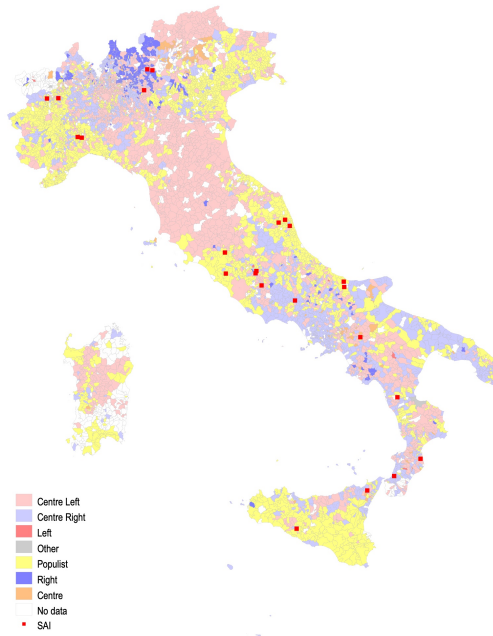 Centre Left
Centre Right
Left
Other
Populist
Right
Centre
No data
SAI